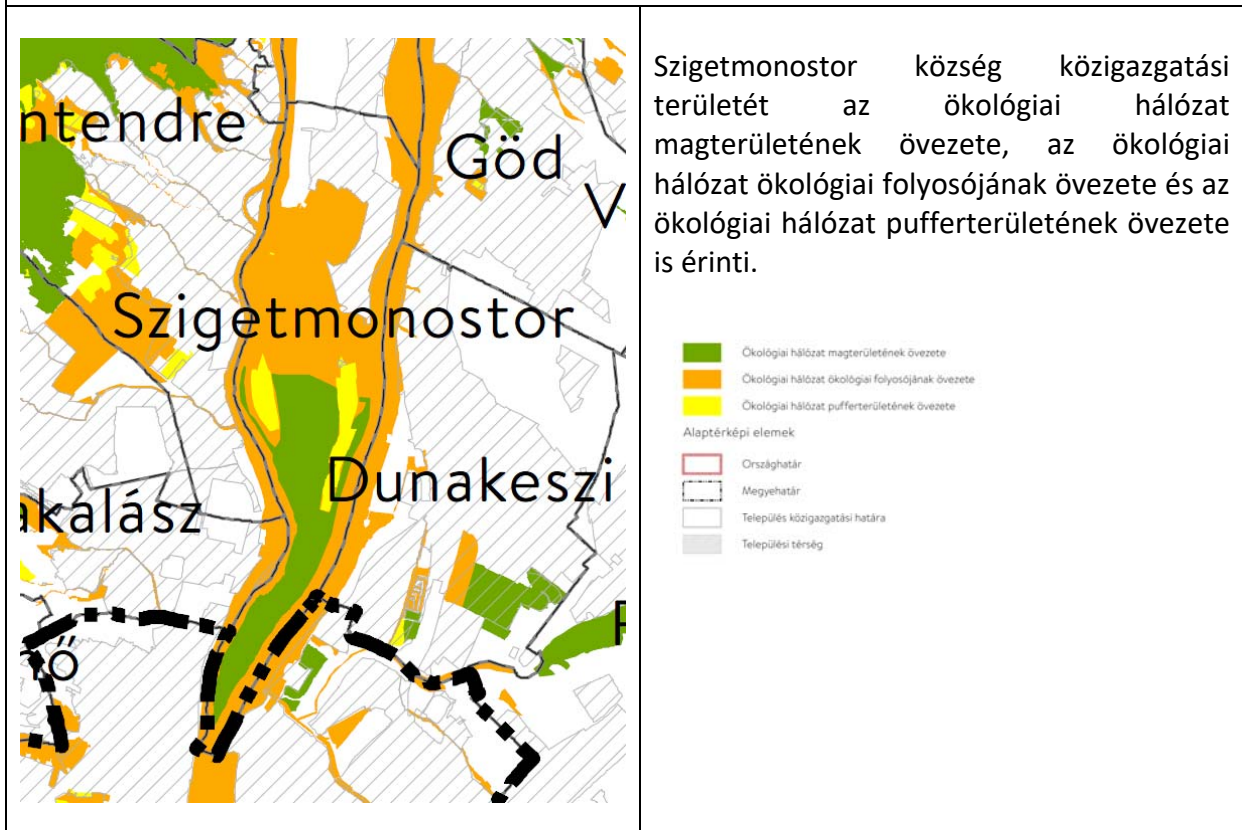 ntendre
Göd
V
Szigetmonostor
Dunakeszi
akalász
F
nő
Szigetmonostor község közigazgatási
területét az ökológiai hálózat
magterületének övezete, az ökológiai
hálózat ökológiai folyosójának övezete és az
ökológiai hálózat pufferterületének övezete
is érinti.
Ökológiai hálózat magterületének övezete
Ökológiai hálózat ökológiai folyosójának övezete
Ökológiai hálózat pufferterületének övezete
Alaptérképi elemek
Országhatár
Megyehatár
Település közigazgatási határa
Települési térség